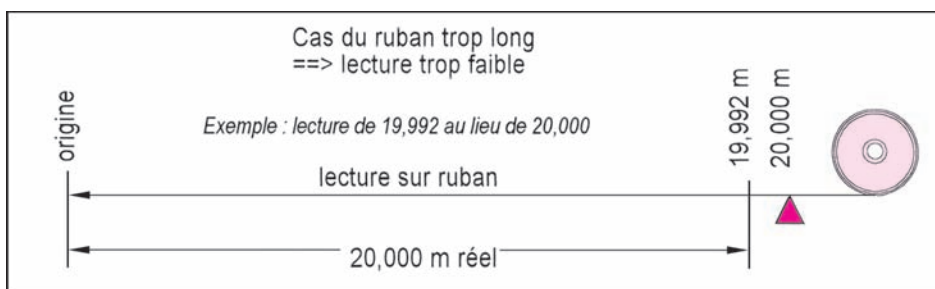 Cas du ruban trop long
==> lecture trop faible
origine
Exemple : lecture de 19,992 au lieu de 20,000
19,992 m
20,000 m
lecture sur ruban
20,000 m réel